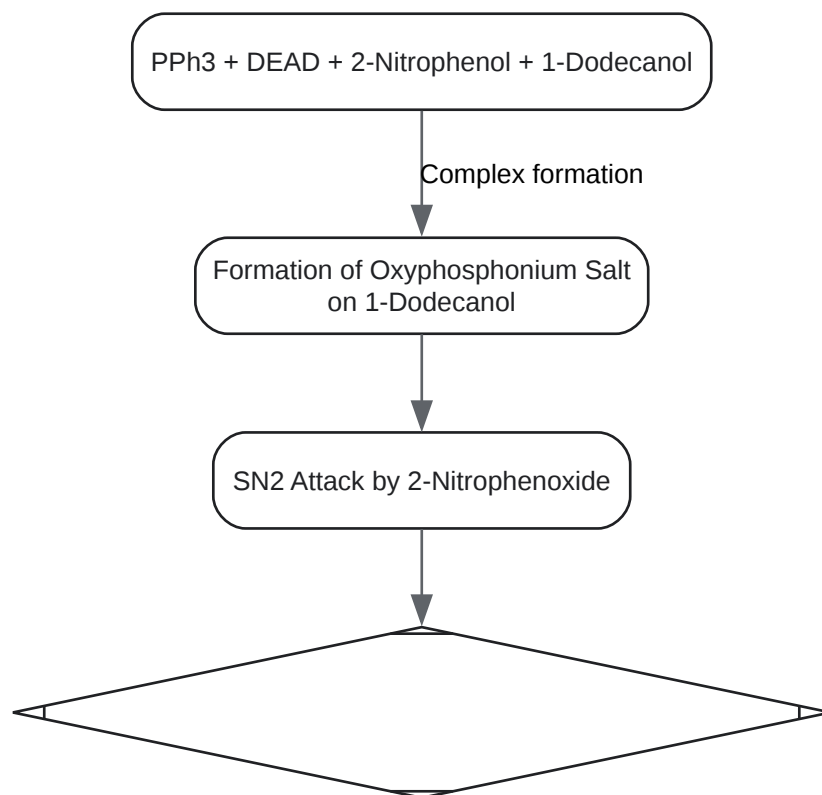 PPh3 + DEAD + 2-Nitrophenol + 1-Dodecanol
Complex formation
Formation of Oxyphosphonium Salt
on 1-Dodecanol
SN2 Attack by 2-Nitrophenoxide